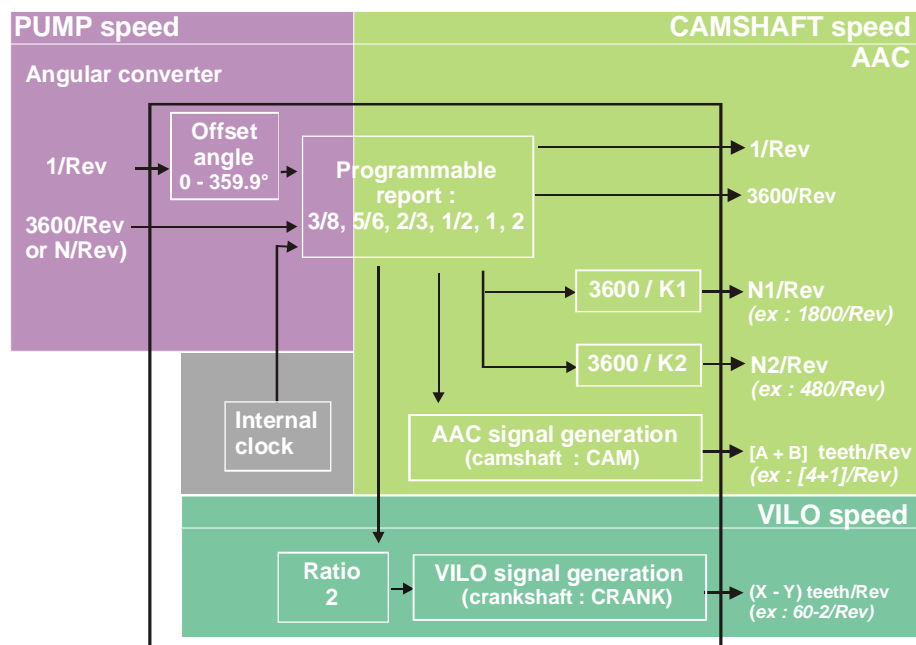 PUMP speed
CAMSHAFT speed
AAC
Angular converter
Offset
angle
0 - 359.9°
1/Rev
3600/Rev
or N/Rev)
Programmable
report :
3/8, 5/6, 2/3, 1/2, 1, 2
1/Rev
3600/Rev
3600 / K1
N1/Rev
(ex : 1800/Rev)
3600 / K2
N2/Rev
(ex : 480/Rev)
Internal
clock
AAC signal generation
(camshaft : CAM)
[A + B] teeth/Rev
(ex : [4+1]/Rev)
VILO speed
Ratio
2
VILO signal generation
(crankshaft : CRANK)
(X - Y) teeth/Rev
(ex : 60-2/Rev)